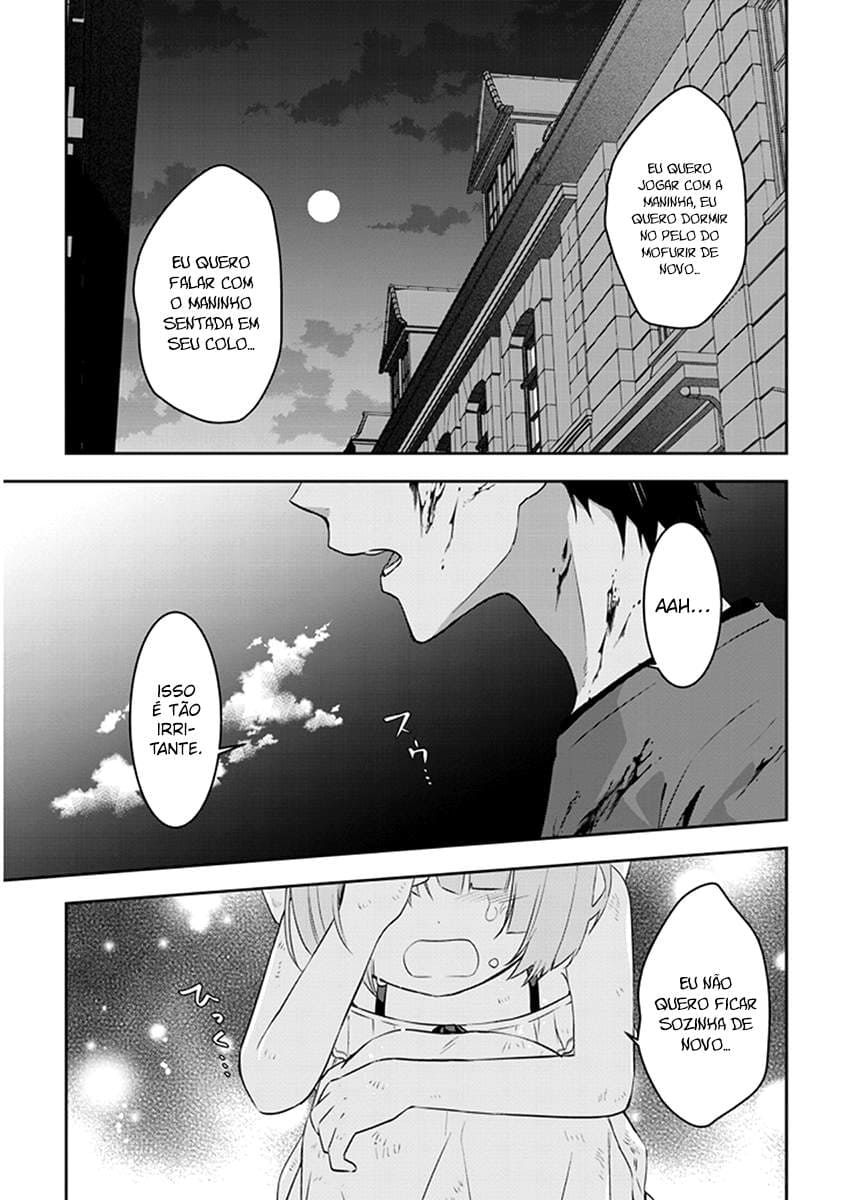 EU QUERO
JOGAR COM A
MANINHA, EU
QUERO DORMIR
NO PELO DO
MOFURIR DE
NOVO...
EU QUERO
FALAR COM
O MANINHO
SENTADA EM
SEU COLO...
AAH...
ISSO
É TÃO
IRRI-
TANTE.
スゥ…
EU NÃO
QUERO FICAR
SOZINHA DE
NOVO...
ひっく…